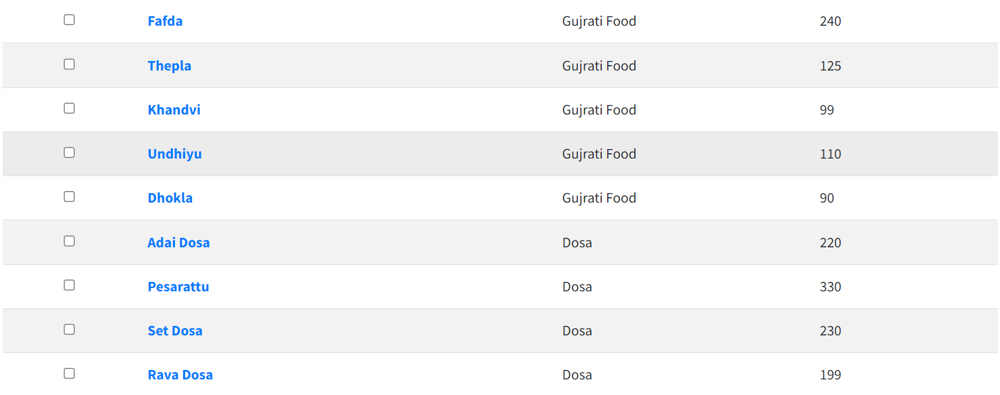 Fafda Gujrati Food 240
Thepla Gujrati Food 125
Khandvi Gujrati Food 99
Undhiyu Gujrati Food 110
Dhokla Gujrati Food 90
Adai Dosa Dosa 220
Pesarattu Dosa 330
Set Dosa Dosa 230
Rava Dosa Dosa 199